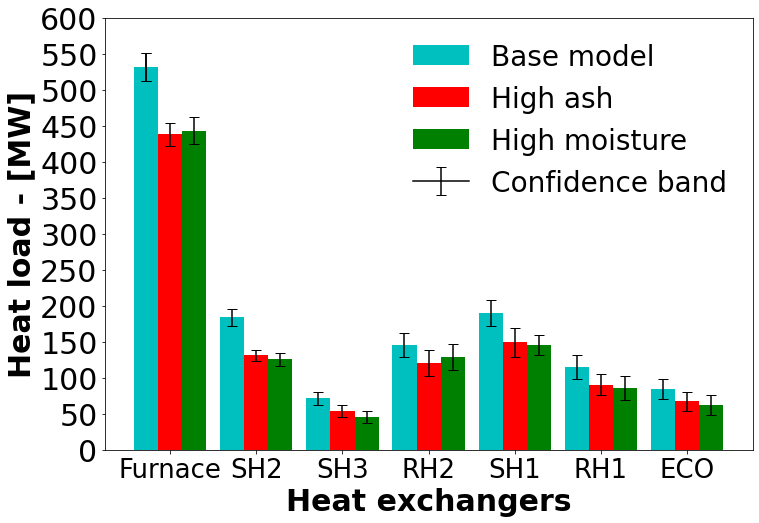 Heat load - [MW]
600
550
500
450
400
350
300
250
200
150
100
50
0
Base model
High ash
High moisture
Confidence band
Furnace SH2 SH3 RH2 SH1 RH1 ECO
Heat exchangers